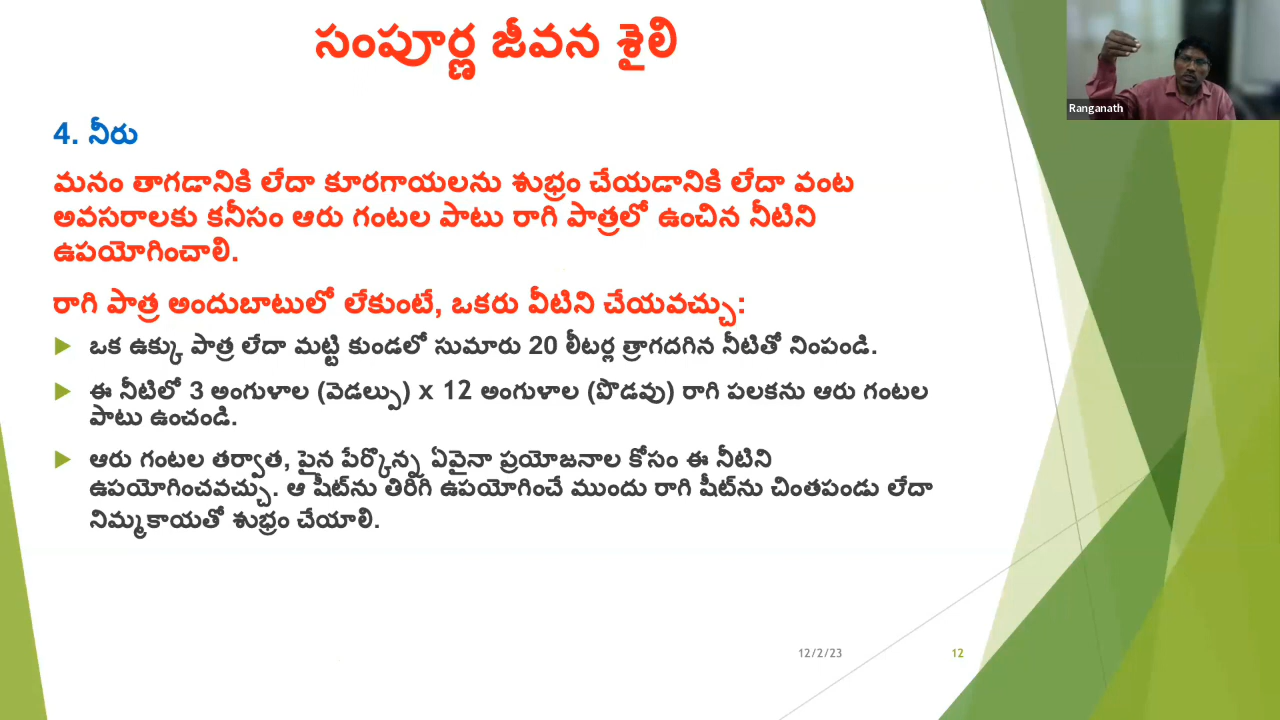 సంపూర్ణ జీవన శైలి
Ranganath
4. నీరు
మనం తాగడానికి లేదా కూరగాయలను శుభ్రం చేయడానికి లేదా వంట
అవసరాలకు కనీసం ఆరు గంటల పాటు రాగి పాత్రలో ఉంచిన నీటిని
ఉపయోగించాలి.
రాగి పాత్ర అందుబాటులో లేకుంటే, ఒకరు వీటిని చేయవచ్చు:
ఒక ఉక్కు పాత్ర లేదా మట్టి కుండలో సుమారు 20 లీటర్ల త్రాగదగిన నీటితో నింపండి.
ఈ నీటిలో 3 అంగుళాల (వెడల్పు) x 12 అంగుళాల (పొడవు) రాగి పలకను ఆరు గంటల
పాటు ఉంచండి.
ఆరు గంటల తర్వాత, పైన పేర్కొన్న ఏవైనా ప్రయోజనాల కోసం ఈ నీటిని
ఉపయోగించవచ్చు. ఆ షీట్‌ను తిరిగి ఉపయోగించే ముందు రాగి షీట్‌ను చింతపండు లేదా
నిమ్మకాయతో శుభ్రం చేయాలి.
12/2/23
12